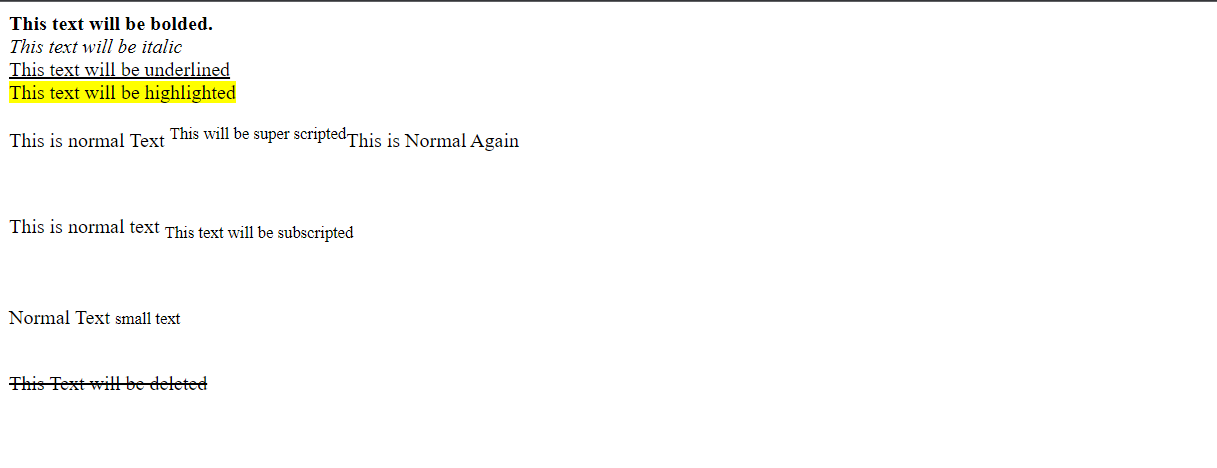 This text will be bolded.
This text will be italic
This text will be underlined
This text will be highlighted
This is normal Text This will be super scriptedThis is Normal Again
This is normal text This text will be subscripted
Normal Text small text
This Text will be deleted